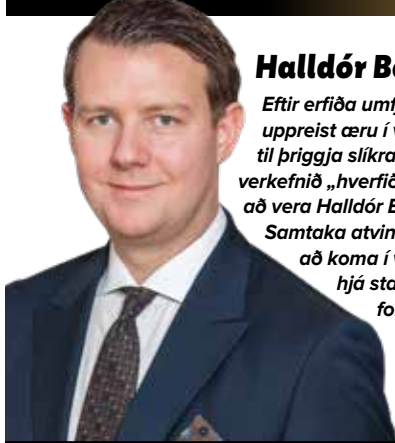 Halldór B
Eftir erfiða umf
uppreist æru í
til þriggja slíkra
verkefnið „hverfið
að vera Halldór
Samtaka atvin
að koma í
hjá sta
fo